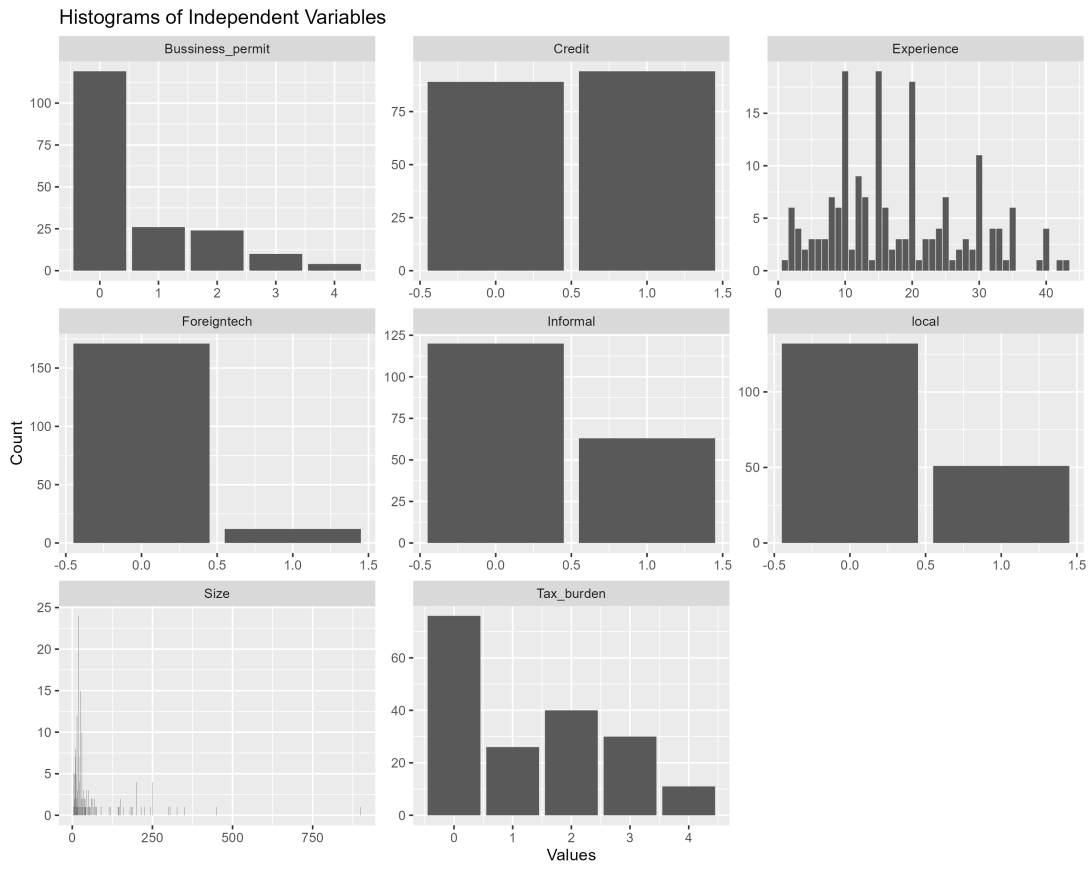 Histograms of Independent Variables
Bussiness_permit
Credit
Experience
100
75
50
25
0
75
50
25
0
15
10
5
0
0 1 2 3 4
-0.5 0.0 0.5 1.0 1.5
0 10 20 30 40
Foreigntech
Informal
local
150
100
50
0
125
100
75
50
25
0
100
50
0
-0.5 0.0 0.5 1.0 1.5
-0.5 0.0 0.5 1.0 1.5
-0.5 0.0 0.5 1.0 1.5
Count
Size
Tax_burden
25
20
15
10
5
0
60
40
20
0
0 250 500 750
0 1 2 3 4
Values